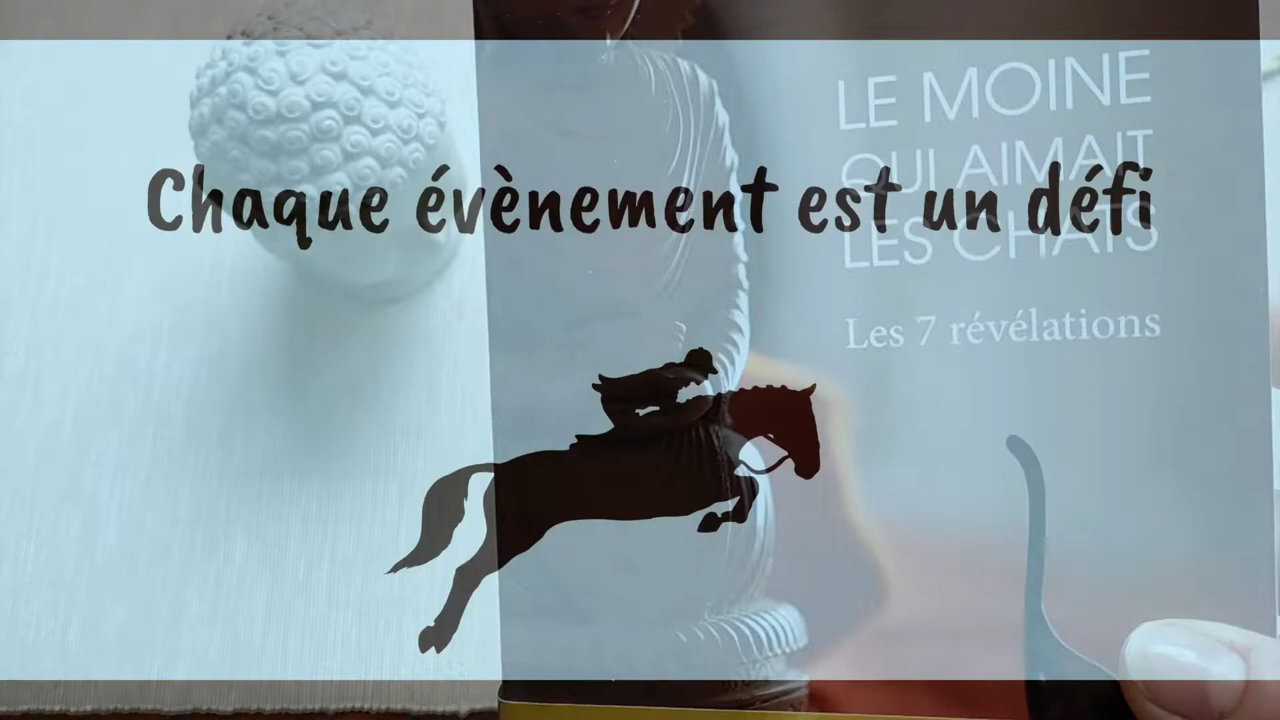 LE MOINE
QUI AIMAIT
Chaque évènement est un défi
LES CHATS
Les 7 révélations